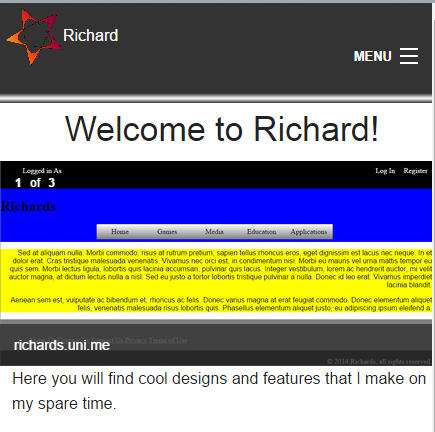 Richard
MENU
Welcome to Richard!
Logged in As
Log In Register
1 of 3
Richards
Home Games Media Education Applications
Sed at aliquam nulla. Morbi commodo, risus at rutrum pretium, sapien tellus rhoncus eros, eget dignissim est lacus nec neque. In et
dolor erat. Cras tristique malesuada venenatis. Vivamus nec orci est, in condimentum nisi. Morbi eu mauris vel urna mattis tempor eu
quis sem. Morbi lectus ligula, lobortis quis lacinia accumsan, pulvinar quis lacus. Integer vestibulum, lorem ac hendrerit auctor, mi velit
auctor magna, at dictum lectus nulla a nisl. Sed eu justo a tortor lobortis tristique pulvinar a nulla. Donec id leo erat. Vivamus imperdiet
lacinia blandit.
Aenean sem est, vulputate ac bibendum et, rhoncus ac felis. Donec varius magna at erat feugiat commodo. Donec elementum aliquet
felis, venenatis malesuada risus lobortis quis. Phasellus elementum aliquet justo, eu adipiscing ipsum eleifend a.
Us Privacy Terms of Use
richards.uni.me
© 2014 Richards, all rights reserved.
Here you will find cool designs and features that I make on
my spare time.